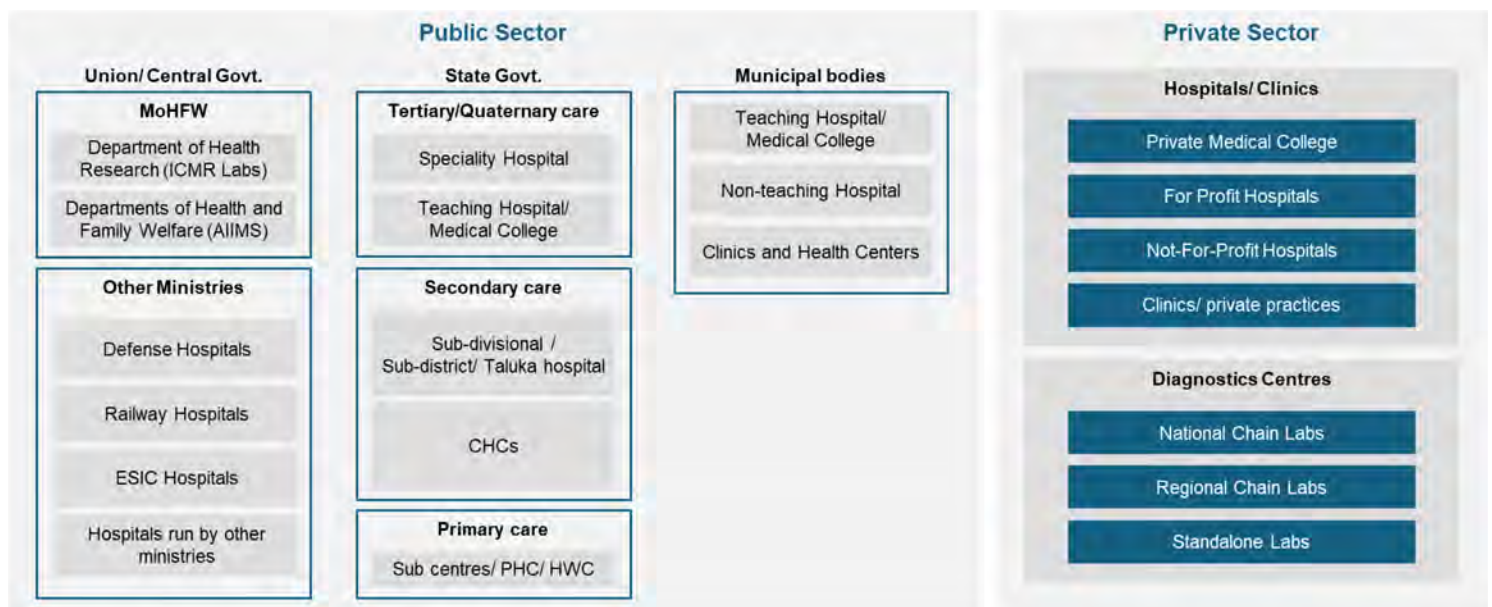 Public Sector
Union/ Central Govt.
MoHFW
Department of Health
Research (ICMR Labs)
Departments of Health and
Family Welfare (AIIMS)
Other Ministries
Defense Hospitals
Railway Hospitals
ESIC Hospitals
Hospitals run by other
ministries
State Govt.
Tertiary/Quaternary care
Speciality Hospital
Teaching Hospital/
Medical College
Secondary care
Sub-divisional /
Sub-district/ Taluka hospital
CHCs
Primary care
Sub centres/ PHC/ HWC
Municipal bodies
Teaching Hospital/
Medical College
Non-teaching Hospital
Clinics and Health Centers
Private Sector
Hospitals/ Clinics
Private Medical College
For Profit Hospitals
Not-For-Profit Hospitals
Clinics/ private practices
Diagnostics Centres
National Chain Labs
Regional Chain Labs
Standalone Labs